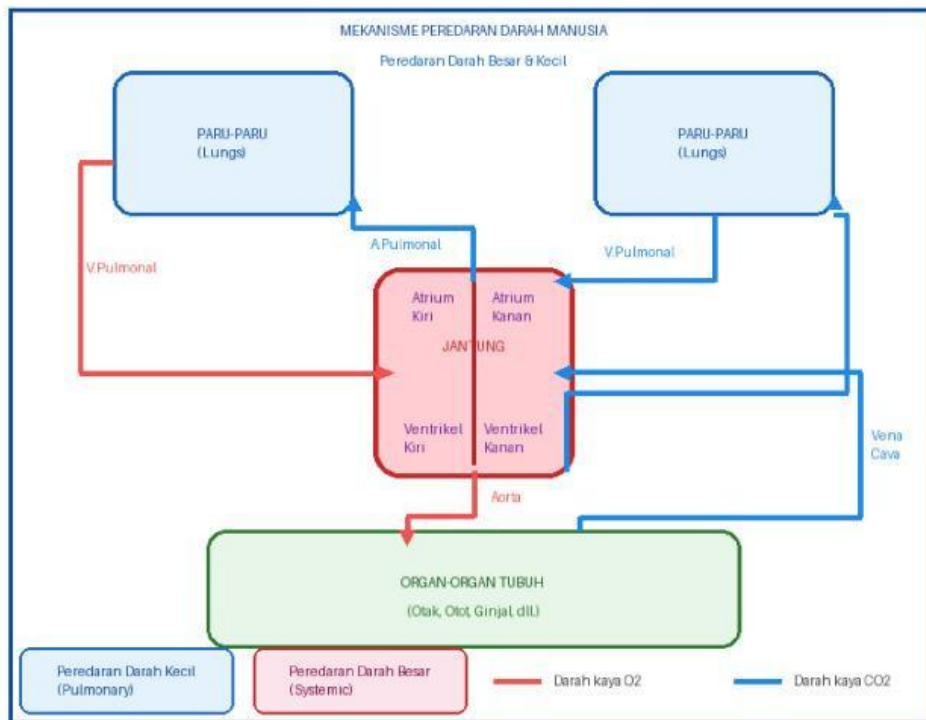 MEKANISME PEREDARAN DARAH MANUSIA
Peredaran Darah Besar & Kecil
PARU-PARU
(Lungs)
PARU-PARU
(Lungs)
A.Pulmonal
V.Pulmonal
V.Pulmonal
Atrium
Kiri
Atrium
Kanan
JANTUNG
Ventrikel
Kiri
Ventrikel
Kanan
Vena
Cava
Aorta
ORGAN-ORGAN TUBUH
(Otak, Otot, Ginjal, dll.)
Peredaran Darah Kecil
(Pulmonary)
Peredaran Darah Besar
(Systemic)
Darah kaya O2
Darah kaya CO2